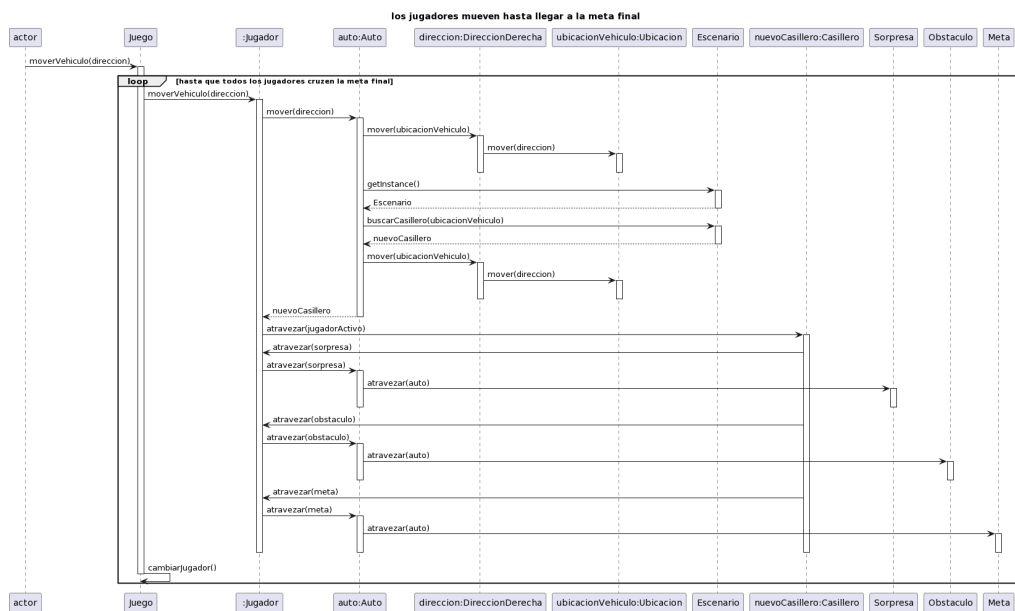 los jugadores mueven hasta llegar a la meta final
actor Juego :Jugador auto:Auto direccion:DireccionDerecha ubicacionVehiculo:Ubicacion Escenario nuevoCasillero:Casillero Sorpresa Obstaculo Meta
moverVehiculo(direccion)
loop [hasta que todos los jugadores cruzen la meta final]
moverVehiculo(direccion)
mover(direccion)
mover(ubicacionVehiculo)
mover(direccion)
getInstance()
Escenario
buscarCasillero(ubicacionVehiculo)
nuevoCasillero
mover(ubicacionVehiculo)
mover(direccion)
nuevoCasillero
atravezar(jugadorActivo)
atravezar(sorpresa)
atravezar(sorpresa)
atravezar(auto)
atravezar(obstaculo)
atravezar(obstaculo)
atravezar(auto)
atravezar(meta)
atravezar(meta)
atravezar(auto)
cambiarJugador()
actor Juego :Jugador auto:Auto direccion:DireccionDerecha ubicacionVehiculo:Ubicacion Escenario nuevoCasillero:Casillero Sorpresa Obstaculo Meta